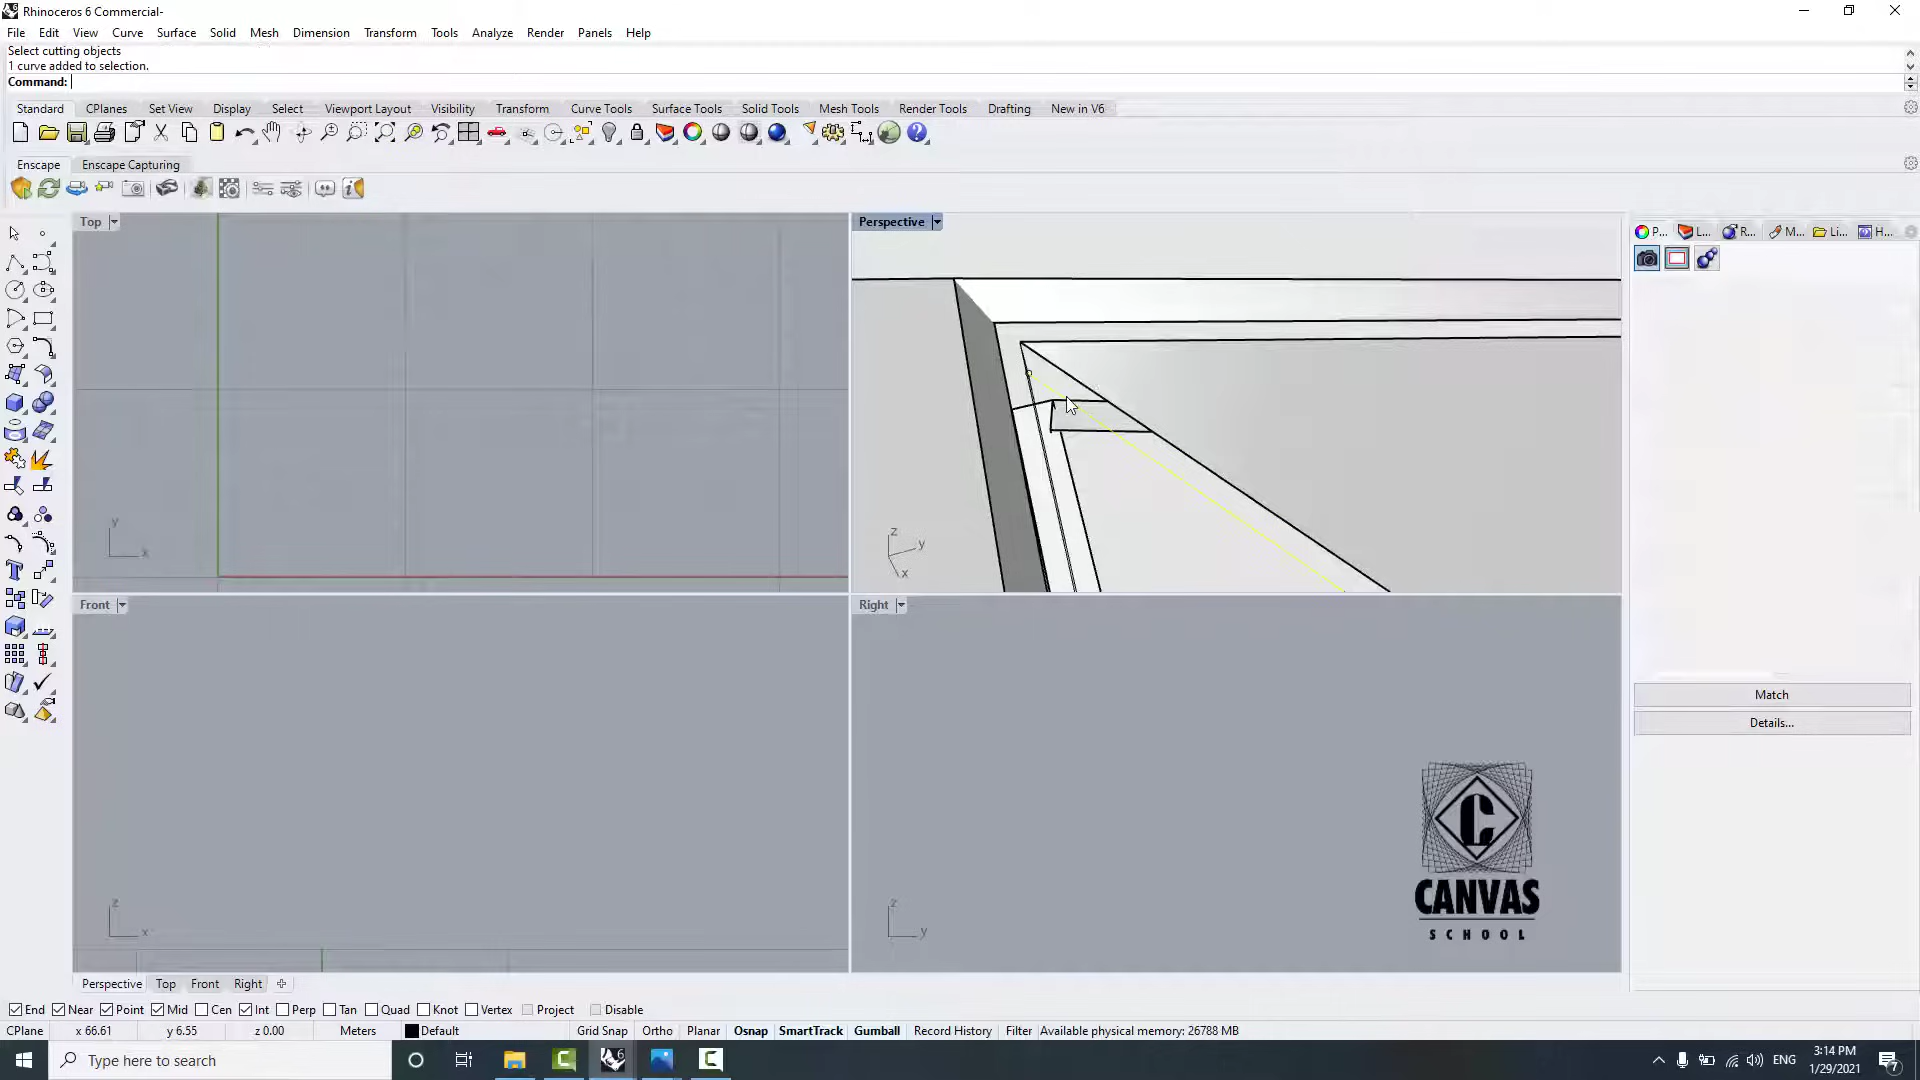 Rhinoceros 6 Commercial-
File Edit View Curve Surface Solid Mesh Dimension Transform Tools Analyze Render Panels Help
Select cutting objects
1 curve added to selection.
Command:
Standard CPlanes Set View Display Select Viewport Layout Visibility Transform Curve Tools Surface Tools Solid Tools Mesh Tools Render Tools Drafting New in V6
Enscape Enscape Capturing
Top
Perspective
P... L... R... M... Li... H...
y
x
z
y
x
Match
Details...
Front
Right
z
x
z
y
C
CANVAS
SCHOOL
Perspective Top Front Right
End Near Point Mid Cen Int Perp Tan Quad Knot Vertex Project Disable
CPlane x 66.61 y 6.55 z 0.00 Meters Default Grid Snap Ortho Planar Osnap SmartTrack Gumball Record History Filter Available physical memory: 26788 MB
Type here to search
ENG
3:14 PM
1/29/2021
7